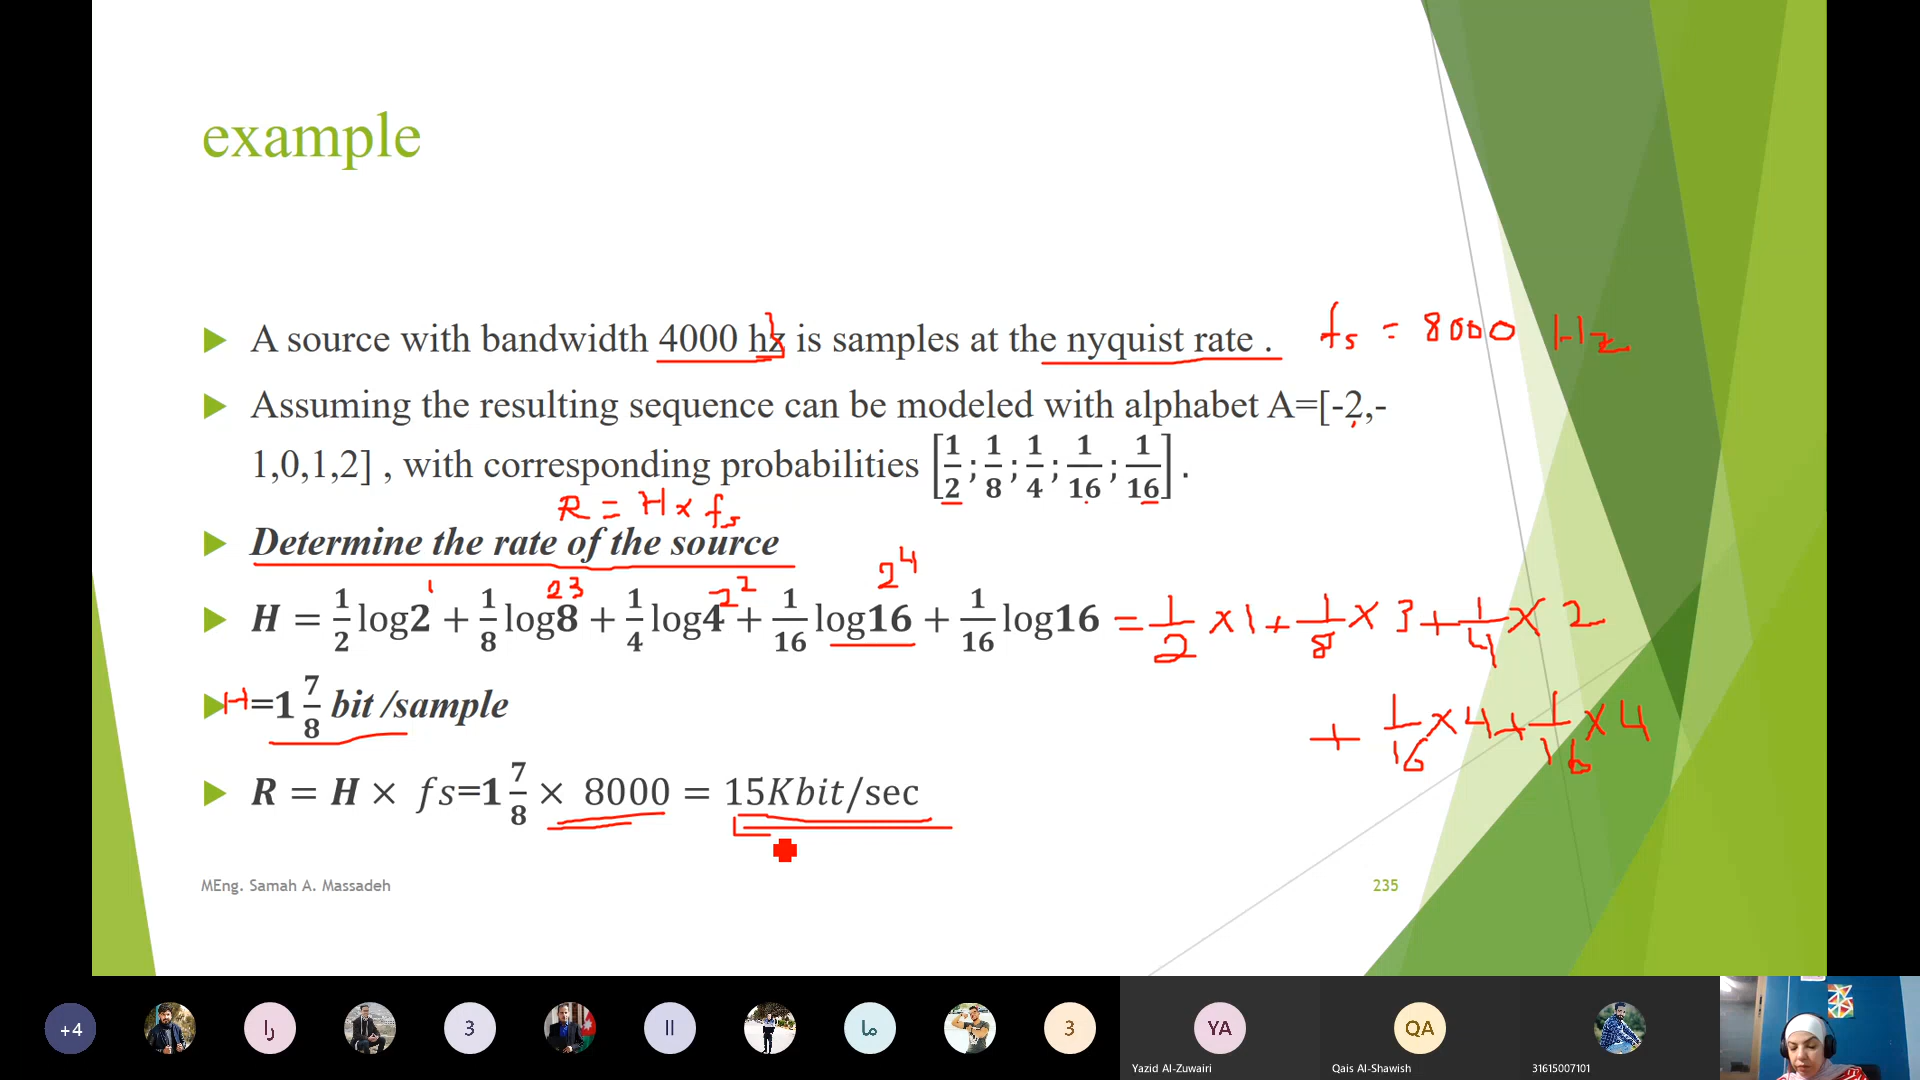 example
A source with bandwidth 4000 hz is samples at the nyquist rate . fs = 8000 Hz
Assuming the resulting sequence can be modeled with alphabet A=[-2,-
1,0,1,2] , with corresponding probabilities [1/2 ; 1/8 ; 1/4 ; 1/16 ; 1/16] .
R = H × fs
Determine the rate of the source
1 23 2^2 2^4
H = 1/2 log2 + 1/8 log8 + 1/4 log4 + 1/16 log16 + 1/16 log16 = 1/2 ×1 + 1/8 × 3 + 1/4 × 2
H =1 7/8 bit /sample
+ 1/16 ×4 + 1/16 ×4
R = H × fs=1 7/8 × 8000 = 15Kbit/sec
MEng. Samah A. Massadeh 235
+4 را 3 اا ما 3 YA QA
Yazid Al-Zuwairi Qais Al-Shawish 31615007101